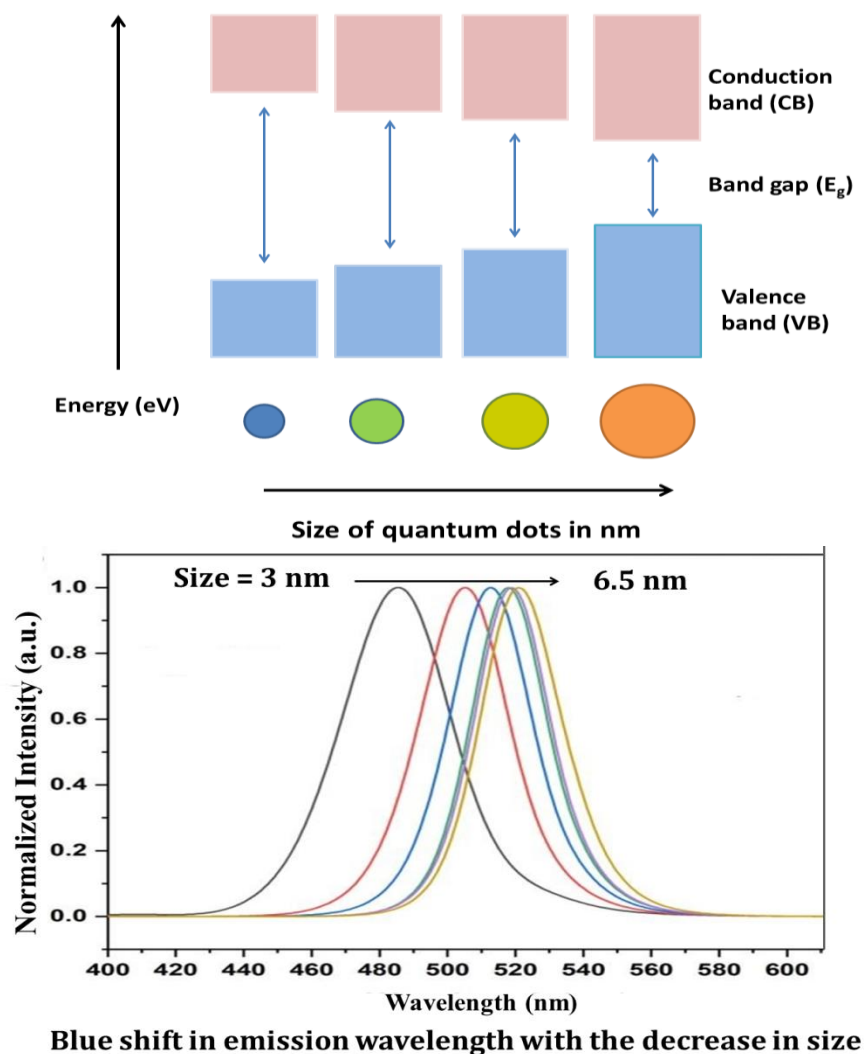 Conduction
band (CB)
Band gap (Eg)
Valence
band (VB)
Energy (eV)
Size of quantum dots in nm
Size = 3 nm
6.5 nm
1.0
0.8
0.6
0.4
0.2
0.0
Normalized Intensity (a.u.)
400 420 440 460 480 500 520 540 560 580 600
Wavelength (nm)
Blue shift in emission wavelength with the decrease in size